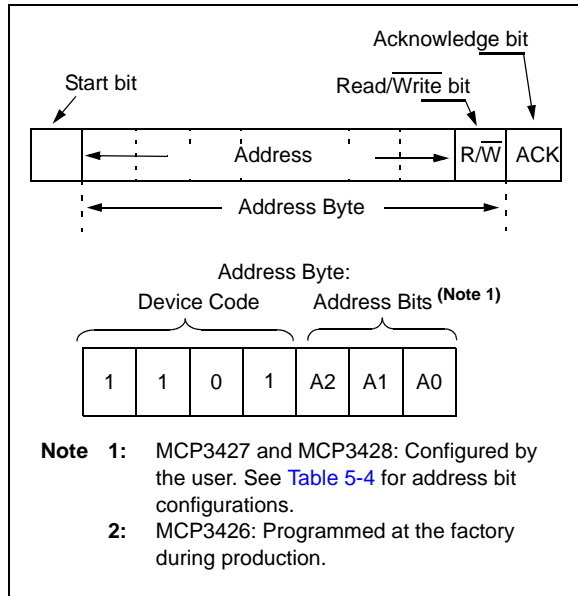 Acknowledge bit
Start bit
Read/Write bit
Address
R/W
ACK
Address Byte
Address Byte:
Device Code Address Bits (Note 1)
1 1 0 1 A2 A1 A0
Note 1: MCP3427 and MCP3428: Configured by
the user. See Table 5-4 for address bit
configurations.
2: MCP3426: Programmed at the factory
during production.